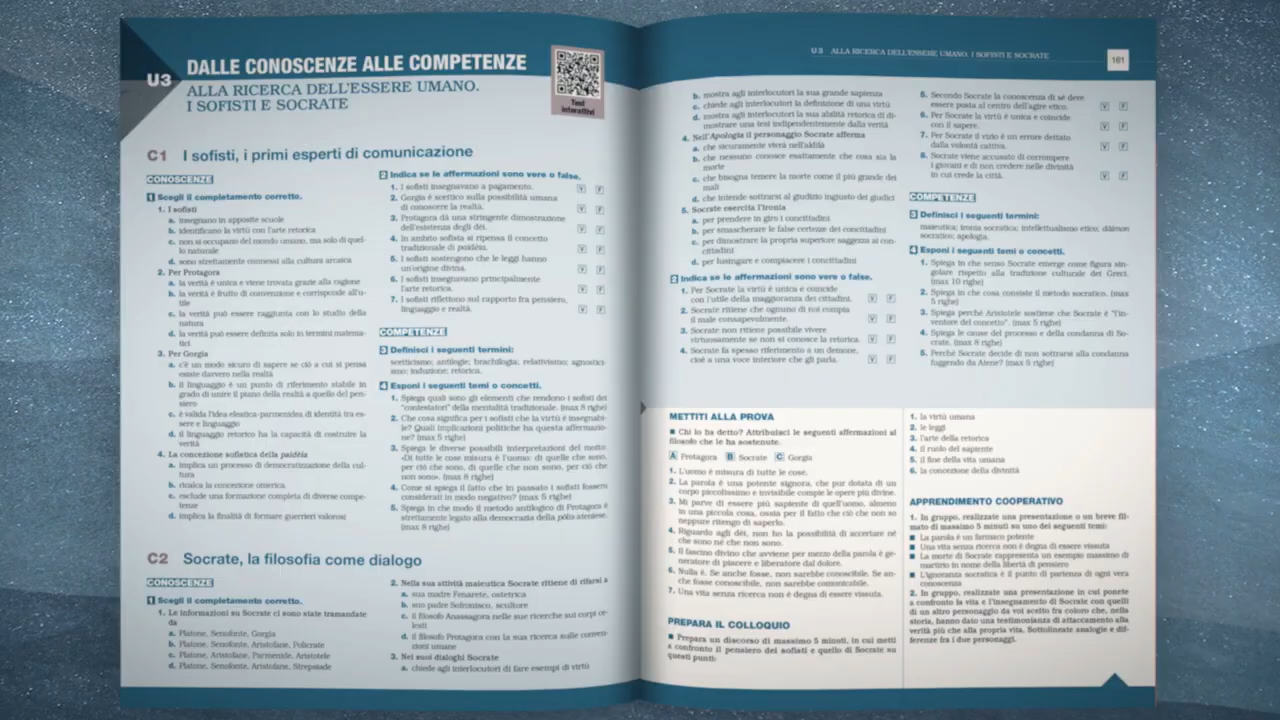 U3
DALLE CONOSCENZE ALLE COMPETENZE
ALLA RICERCA DELL'ESSERE UMANO.
I SOFISTI E SOCRATE
Test
interattivi
C1 I sofisti, i primi esperti di comunicazione
CONOSCENZE
1 Scegli il completamento corretto.
1. I sofisti
a. insegnano in apposite scuole
b. identificano la virtù con l'arte retorica
c. non si occupano del mondo umano, ma solo di quel-
lo naturale
d. sono strettamente connessi alla cultura arcaica
2. Per Protagora
a. la verità è unica e viene trovata grazie alla ragione
b. la verità è frutto di convenzione e corrisponde all'u-
tile
c. la verità può essere raggiunta con lo studio della
natura
d. la verità può essere definita solo in termini matema-
tici
3. Per Gorgia
a. c'è un modo sicuro di sapere se ciò a cui si pensa
esiste davvero nella realtà
b. il linguaggio è un punto di riferimento stabile in
grado di unire il piano della realtà a quello del pen-
siero
c. è valida l'idea eleatico-parmenidea di identità tra es-
sere e linguaggio
d. il linguaggio retorico ha la capacità di costruire la
verità
4. La concezione sofistica della paidéia
a. implica un processo di democratizzazione della cul-
tura
b. ricalca la concezione omerica
c. esclude una formazione completa di diverse compe-
tenze
d. implica la finalità di formare guerrieri valorosi
2 Indica se le affermazioni sono vere o false.
1. I sofisti insegnavano a pagamento. V F
2. Gorgia è scettico sulla possibilità umana
di conoscere la realtà. V F
3. Protagora dà una stringente dimostrazione
dell'esistenza degli dèi. V F
4. In ambito sofista si ripensa il concetto
tradizionale di paidéia. V F
5. I sofisti sostengono che le leggi hanno
un'origine divina. V F
6. I sofisti insegnavano principalmente
l'arte retorica. V F
7. I sofisti riflettono sul rapporto fra pensiero,
linguaggio e realtà. V F
COMPETENZE
3 Definisci i seguenti termini:
scetticismo; antilogie; brachilogia; relativismo; agnostici-
smo; induzione; retorica.
4 Esponi i seguenti temi o concetti.
1. Spiega quali sono gli elementi che rendono i sofisti dei
"contestatori" della mentalità tradizionale. (max 8 righe)
2. Che cosa significa per i sofisti che la virtù è insegnabi-
le? Quali implicazioni politiche ha questa affermazio-
ne? (max 5 righe)
3. Spiega le diverse possibili interpretazioni del motto
«Di tutte le cose misura è l'uomo: di quelle che sono,
per ciò che sono, di quelle che non sono, per ciò che
non sono». (max 8 righe)
4. Come si spiega il fatto che in passato i sofisti fossero
considerati in modo negativo? (max 5 righe)
5. Spiega in che modo il metodo antilogico di Protagora è
strettamente legato alla democrazia della pólis ateniese.
(max 8 righe)
C2 Socrate, la filosofia come dialogo
CONOSCENZE
1 Scegli il completamento corretto.
1. Le informazioni su Socrate ci sono state tramandate
da
a. Platone, Senofonte, Gorgia
b. Platone, Senofonte, Aristofane, Policrate
c. Platone, Aristofane, Parmenide, Aristotele
d. Platone, Senofonte, Aristofane, Strepsiade
2. Nella sua attività maieutica Socrate ritiene di rifarsi a
a. sua madre Fenarete, ostetrica
b. suo padre Sofronisco, scultore
c. il filosofo Anassagora nelle sue ricerche sui corpi ce-
lesti
d. il filosofo Protagora con la sua ricerca sulle conven-
zioni umane
3. Nei suoi dialoghi Socrate
a. chiede agli interlocutori di fare esempi di virtù
U3 ALLA RICERCA DELL'ESSERE UMANO. I SOFISTI E SOCRATE
161
b. mostra agli interlocutori la sua grande sapienza
c. chiede agli interlocutori la definizione di una virtù
d. mostra agli interlocutori la sua abilità retorica di di-
mostrare una tesi indipendentemente dalla verità
4. Nell'Apologia il personaggio Socrate afferma
a. che sicuramente vivrà nell'aldilà
b. che nessuno conosce esattamente che cosa sia la
morte
c. che bisogna temere la morte come il più grande dei
mali
d. che intende sottrarsi al giudizio ingiusto dei giudici
5. Socrate esercita l'ironia
a. per prendere in giro i concittadini
b. per smascherare le false certezze dei concittadini
c. per dimostrare la propria superiore saggezza ai con-
cittadini
d. per lusingare e compiacere i concittadini
2 Indica se le affermazioni sono vere o false.
1. Per Socrate la virtù è unica e coincide
con l'utile della maggioranza dei cittadini. V F
2. Socrate ritiene che ognuno di noi compia
il male consapevolmente. V F
3. Socrate non ritiene possibile vivere
virtuosamente se non si conosce la retorica. V F
4. Socrate fa spesso riferimento a un demone,
cioè a una voce interiore che gli parla. V F
5. Secondo Socrate la conoscenza di sé deve
essere posta al centro dell'agire etico. V F
6. Per Socrate la virtù è unica e coincide
con il sapere. V F
7. Per Socrate il vizio è un errore dettato
dalla volontà cattiva. V F
8. Socrate viene accusato di corrompere
i giovani e di non credere nelle divinità
in cui crede la città. V F
COMPETENZE
3 Definisci i seguenti termini:
maieutica; ironia socratica; intellettualismo etico; dáimon
socratico; apologia.
4 Esponi i seguenti temi o concetti.
1. Spiega in che senso Socrate emerge come figura sin-
golare rispetto alla tradizione culturale dei Greci.
(max 10 righe)
2. Spiega in che cosa consiste il metodo socratico. (max
5 righe)
3. Spiega perché Aristotele sostiene che Socrate è "l'in-
ventore del concetto". (max 5 righe)
4. Spiega le cause del processo e della condanna di So-
crate. (max 8 righe)
5. Perché Socrate decide di non sottrarsi alla condanna
fuggendo da Atene? (max 5 righe)
METTITI ALLA PROVA
■ Chi lo ha detto? Attribuisci le seguenti affermazioni al
filosofo che le ha sostenute.
A Protagora B Socrate C Gorgia
1. L'uomo è misura di tutte le cose.
2. La parola è una potente signora, che pur dotata di un
corpo piccolissimo e invisibile compie le opere più divine.
3. Mi parve di essere più sapiente di quell'uomo, almeno
in una piccola cosa, ossia per il fatto che ciò che non so
neppure ritengo di saperlo.
4. Riguardo agli dèi, non ho la possibilità di accertare né
che sono né che non sono.
5. Il fascino divino che avviene per mezzo della parola è ge-
neratore di piacere e liberatore dal dolore.
6. Nulla è. Se anche fosse, non sarebbe conoscibile. Se an-
che fosse conoscibile, non sarebbe comunicabile.
7. Una vita senza ricerca non è degna di essere vissuta.
PREPARA IL COLLOQUIO
■ Prepara un discorso di massimo 5 minuti, in cui metti
a confronto il pensiero dei sofisti e quello di Socrate su
questi punti:
1. la virtù umana
2. le leggi
3. l'arte della retorica
4. il ruolo del sapiente
5. il fine della vita umana
6. la concezione della divinità
APPRENDIMENTO COOPERATIVO
1. In gruppo, realizzate una presentazione o un breve fil-
mato di massimo 5 minuti su uno dei seguenti temi:
■ La parola è un farmaco potente
■ Una vita senza ricerca non è degna di essere vissuta
■ La morte di Socrate rappresenta un esempio massimo di
martirio in nome della libertà di pensiero
■ L'ignoranza socratica è il punto di partenza di ogni vera
conoscenza
2. In gruppo, realizzate una presentazione in cui ponete
a confronto la vita e l'insegnamento di Socrate con quelli
di un altro personaggio da voi scelto fra coloro che, nella
storia, hanno dato una testimonianza di attaccamento alla
verità più che alla propria vita. Sottolineate analogie e dif-
ferenze fra i due personaggi.